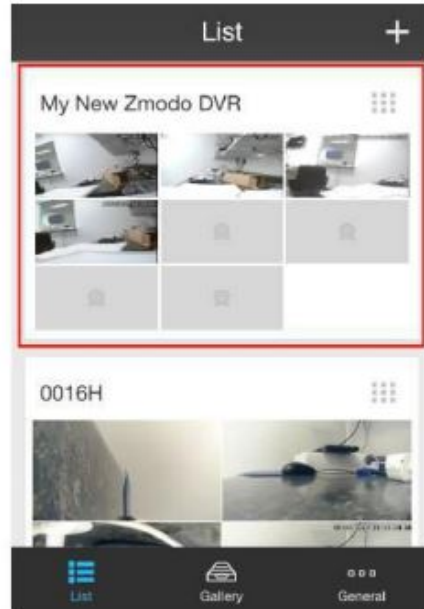 List
My New Zmodo DVR
0016H
List
Gallery
General